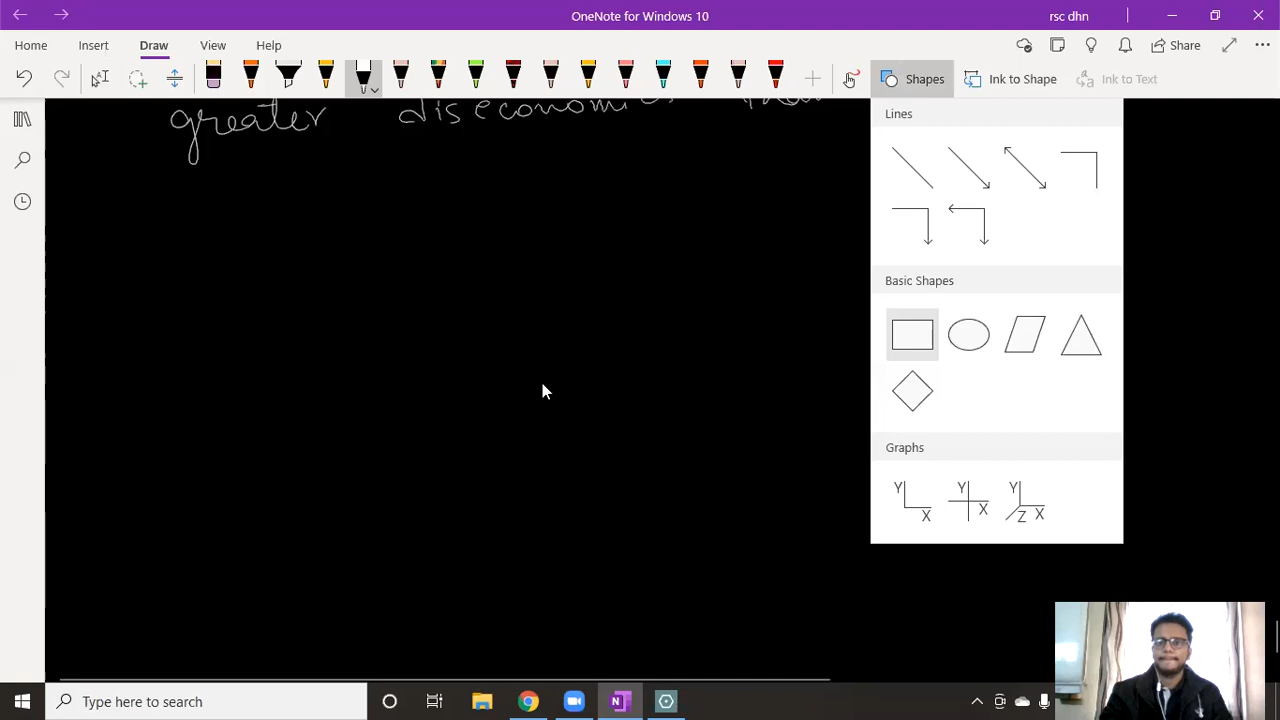 OneNote for Windows 10
rsc dhn
Home Insert Draw View Help
Share
Shapes
Ink to Shape
Ink to Text
greater diseconomies than
Lines
Basic Shapes
Graphs
Y X Y X Y Z X
Type here to search